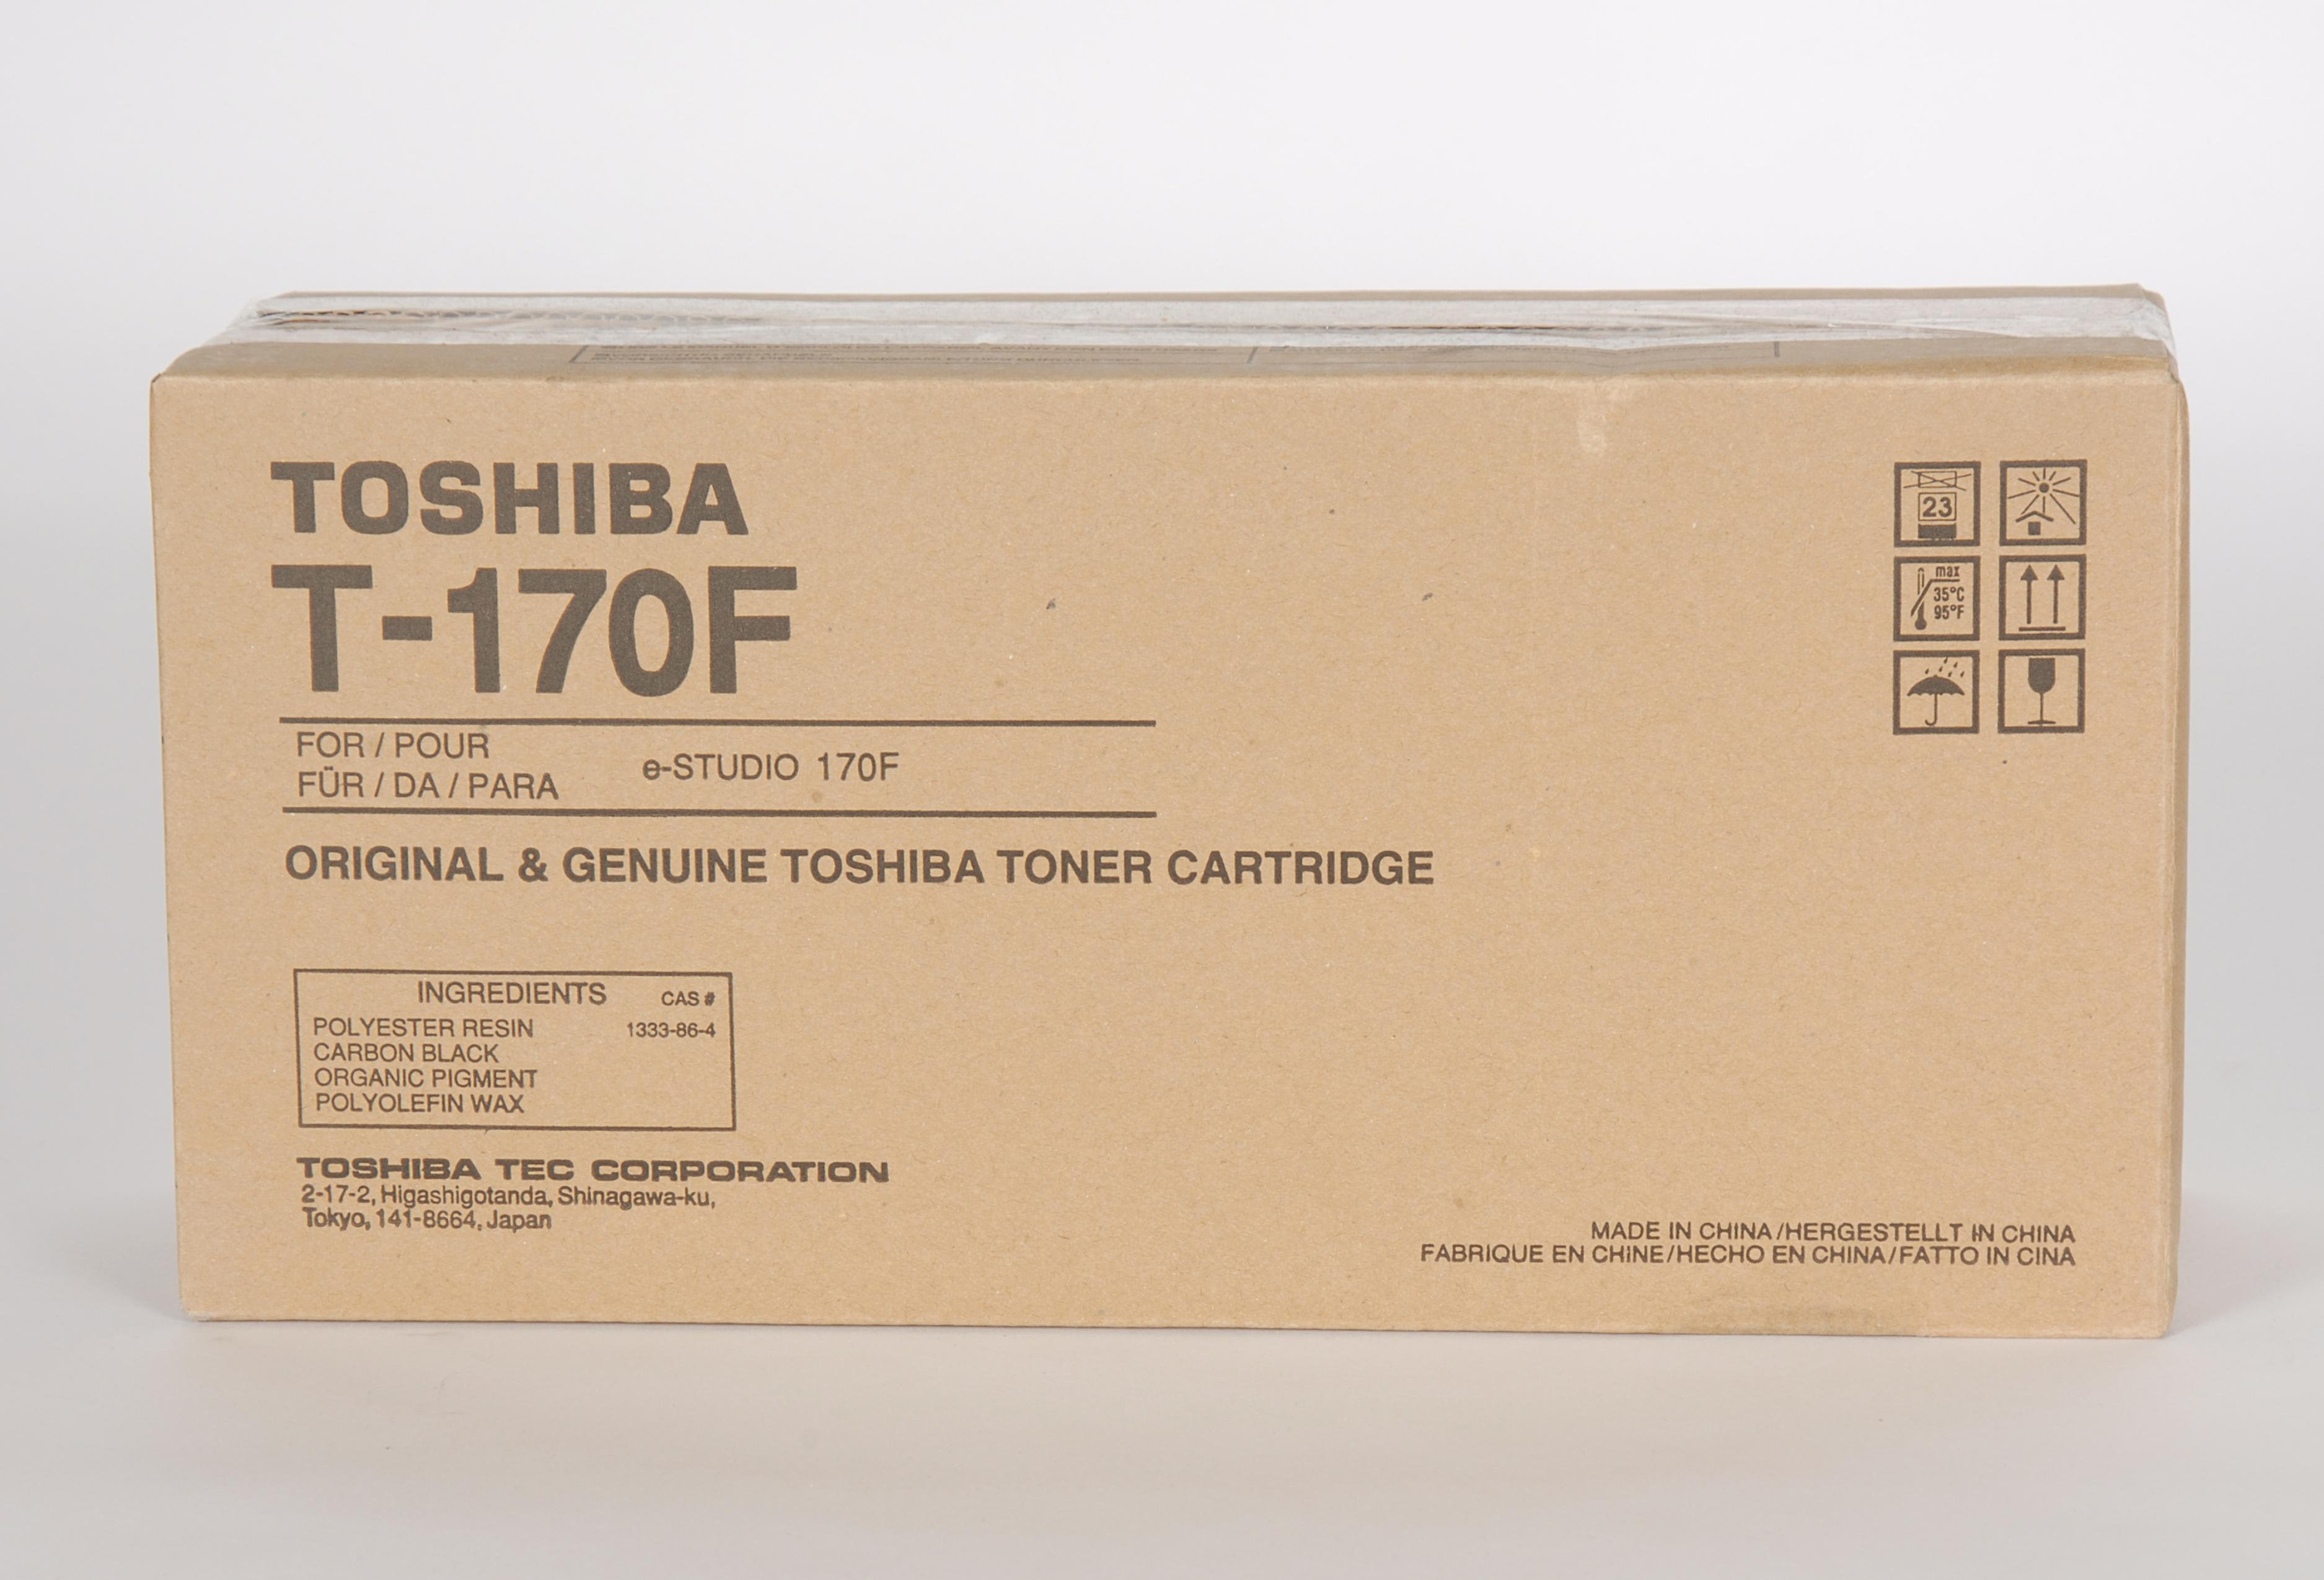 TOSHIBA
T-170F
FOR / POUR
FÜR / DA / PARA
e-STUDIO 170F
ORIGINAL & GENUINE TOSHIBA TONER CARTRIDGE
INGREDIENTS CAS #
POLYESTER RESIN 1333-86-4
CARBON BLACK
ORGANIC PIGMENT
POLYOLEFIN WAX
TOSHIBA TEC CORPORATION
2-17-2, Higashigotanda, Shinagawa-ku,
Tokyo, 141-8664, Japan
23
max
35°C
95°F
MADE IN CHINA/HERGESTELLT IN CHINA
FABRIQUE EN CHINE/HECHO EN CHINA/FATTO IN CINA